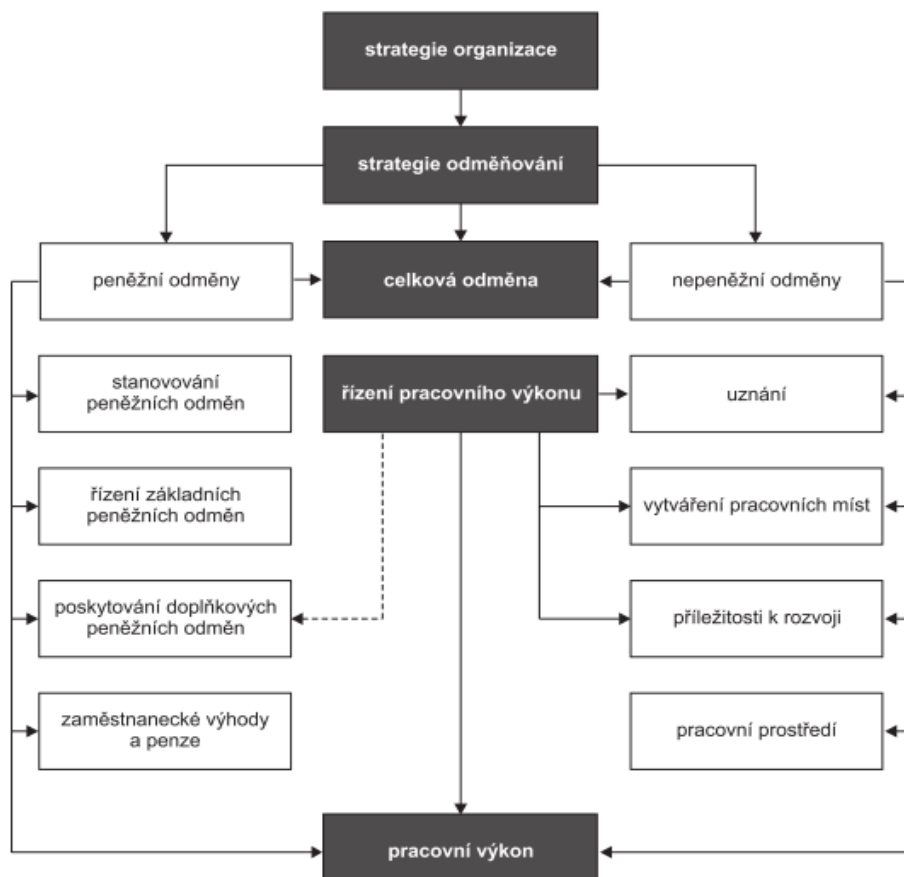 strategie organizace
strategie odměňování
peněžní odměny
celková odměna
nepeněžní odměny
stanovování
peněžních odměn
řízení pracovního výkonu
uznání
řízení základních
peněžních odměn
vytváření pracovních míst
poskytování doplňkových
peněžních odměn
příležitosti k rozvoji
zaměstnanecké výhody
a penze
pracovní prostředí
pracovní výkon